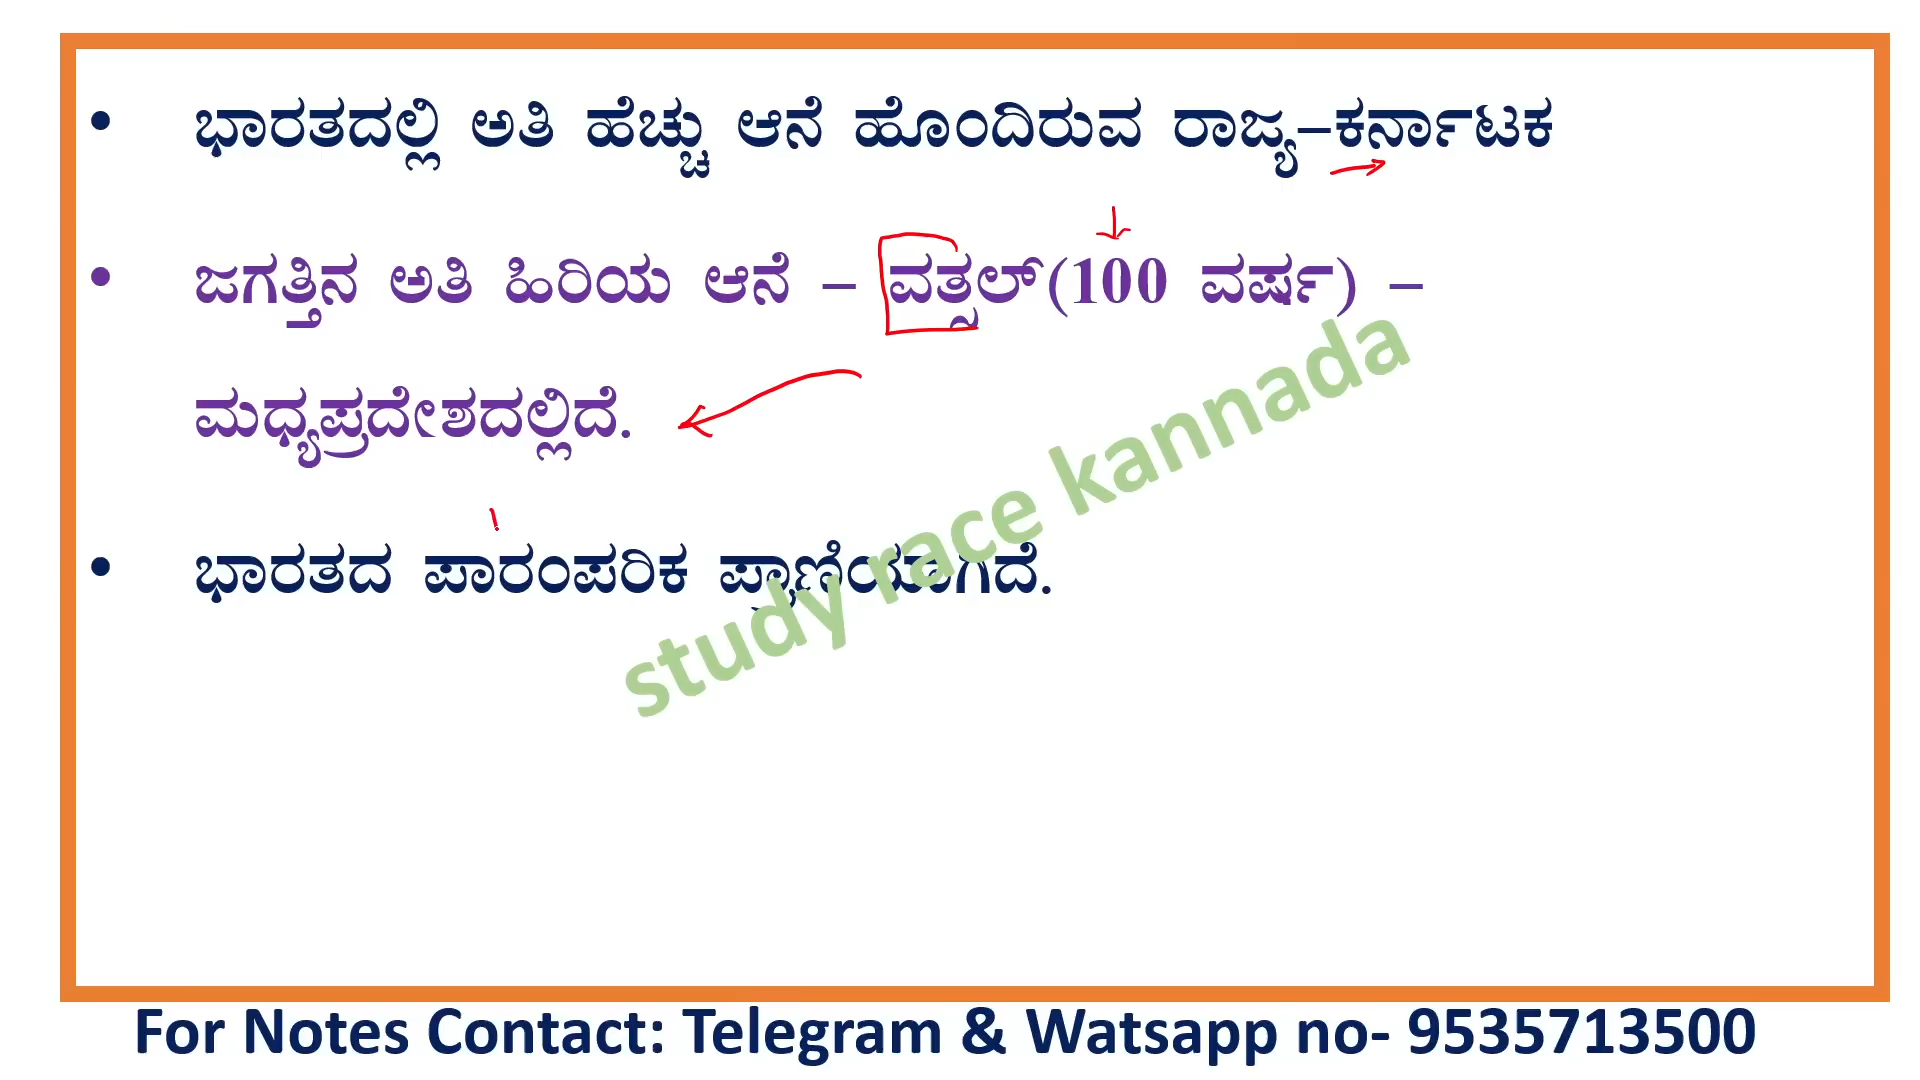 • ಭಾರತದಲ್ಲಿ ಅತಿ ಹೆಚ್ಚು ಆನೆ ಹೊಂದಿರುವ ರಾಜ್ಯ–ಕರ್ನಾಟಕ
• ಜಗತ್ತಿನ ಅತಿ ಹಿರಿಯ ಆನೆ – ವತ್ಸಲ್(100 ವರ್ಷ) –
ಮಧ್ಯಪ್ರದೇಶದಲ್ಲಿದೆ.
• ಭಾರತದ ಪಾರಂಪರಿಕ ಪ್ರಾಣಿಯಾಗಿದೆ.
study race kannada
For Notes Contact: Telegram & Watsapp no- 9535713500